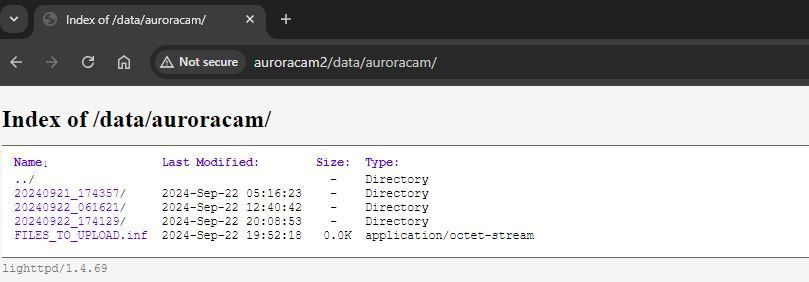 Index of /data/auroracam/
Not secure auroracam2/data/auroracam/
Index of /data/auroracam/
Name↓ Last Modified: Size: Type:
../ - Directory
20240921_174357/ 2024-Sep-22 05:16:23 - Directory
20240922_061621/ 2024-Sep-22 12:40:42 - Directory
20240922_174129/ 2024-Sep-22 20:08:53 - Directory
FILES_TO_UPLOAD.inf 2024-Sep-22 19:52:18 0.0K application/octet-stream
lighttpd/1.4.69